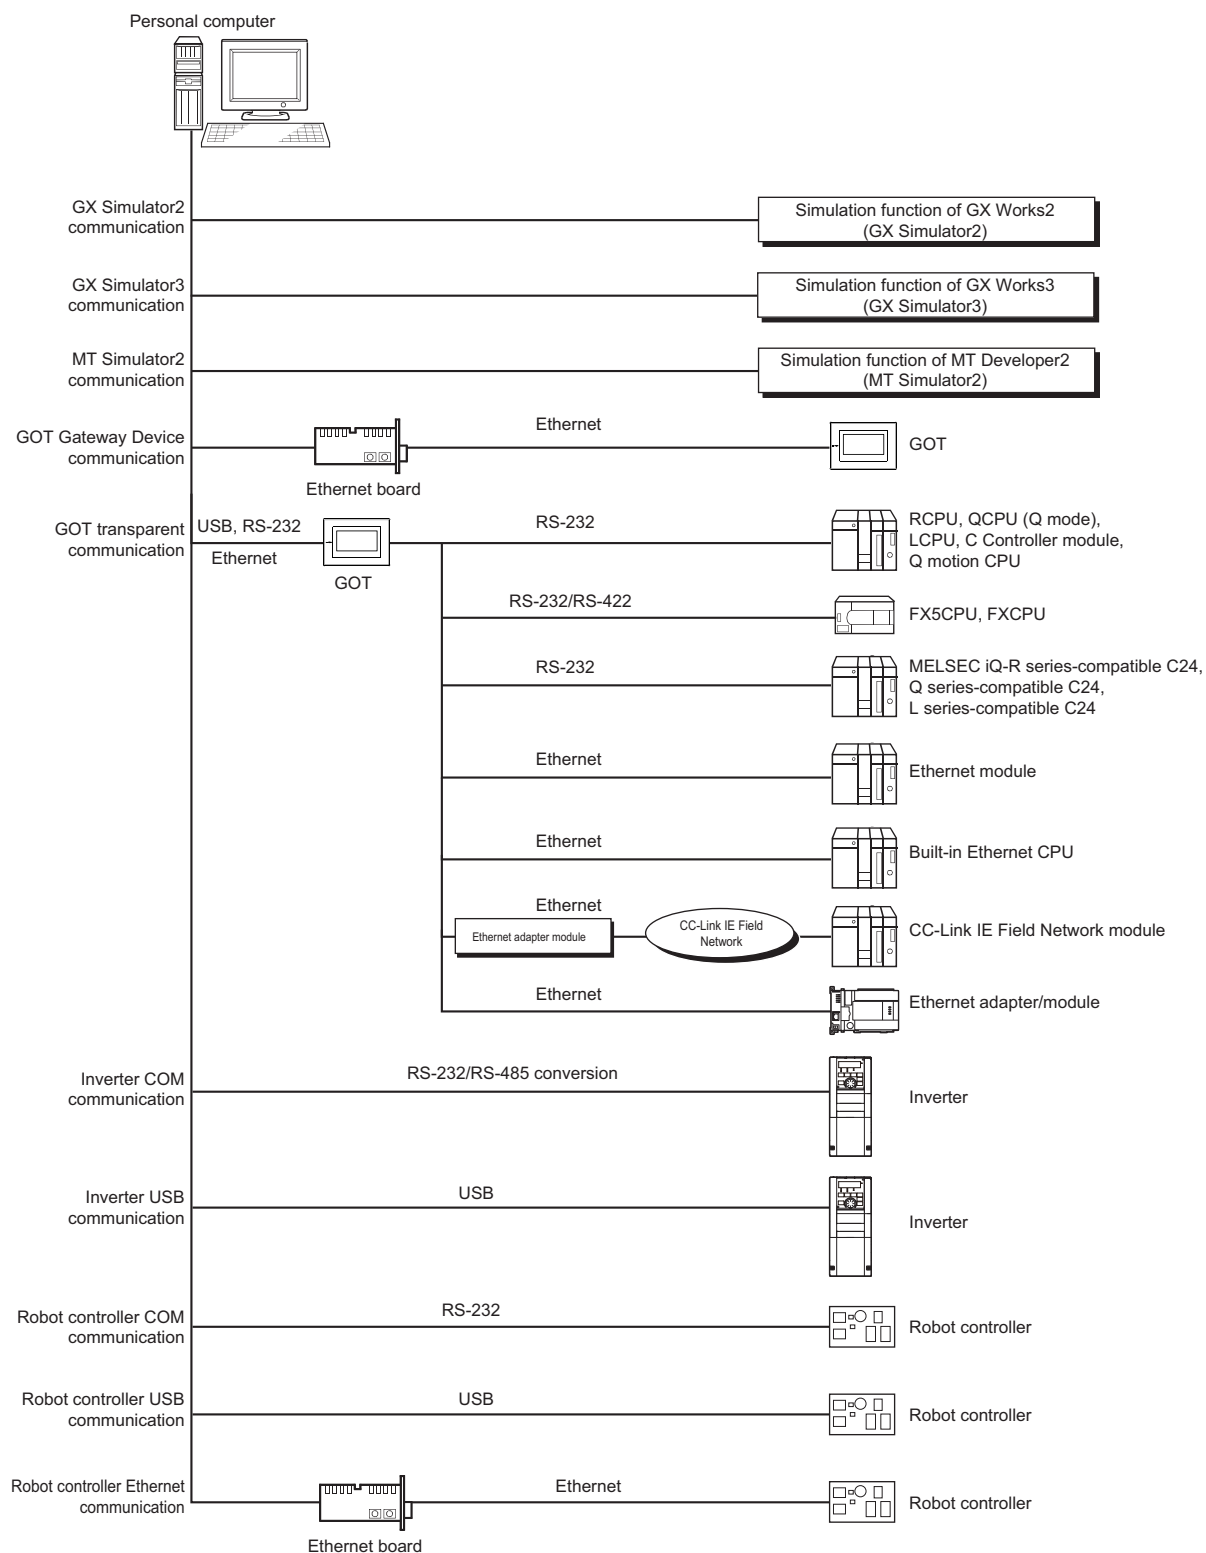 Personal computer
GX Simulator2
communication
Simulation function of GX Works2
(GX Simulator2)
GX Simulator3
communication
Simulation function of GX Works3
(GX Simulator3)
MT Simulator2
communication
Simulation function of MT Developer2
(MT Simulator2)
GOT Gateway Device
communication
Ethernet board
Ethernet
GOT
GOT transparent
communication
USB, RS-232
Ethernet
GOT
RS-232
RCPU, QCPU (Q mode),
LCPU, C Controller module,
Q motion CPU
RS-232/RS-422
FX5CPU, FXCPU
RS-232
MELSEC iQ-R series-compatible C24,
Q series-compatible C24,
L series-compatible C24
Ethernet
Ethernet module
Ethernet
Built-in Ethernet CPU
Ethernet
Ethernet adapter module
CC-Link IE Field
Network
CC-Link IE Field Network module
Ethernet
Ethernet adapter/module
Inverter COM
communication
RS-232/RS-485 conversion
Inverter
Inverter USB
communication
USB
Inverter
Robot controller COM
communication
RS-232
Robot controller
Robot controller USB
communication
USB
Robot controller
Robot controller Ethernet
communication
Ethernet board
Ethernet
Robot controller